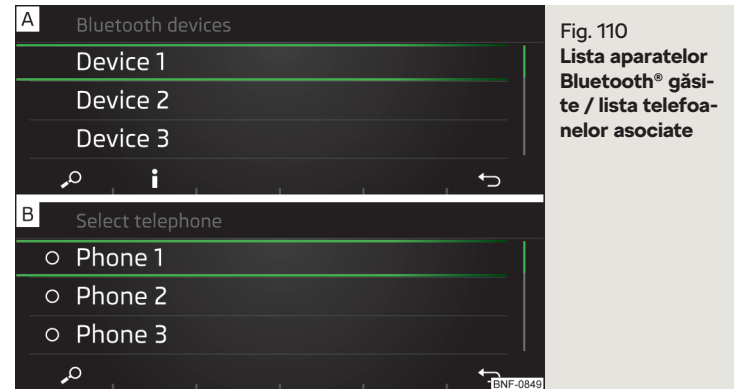 A
Bluetooth devices
Device 1
Device 2
Device 3
i
B
Select telephone
Phone 1
Phone 2
Phone 3
BNF-0849
Fig. 110
Lista aparatelor
Bluetooth® găsi-
te / lista telefoa-
nelor asociate